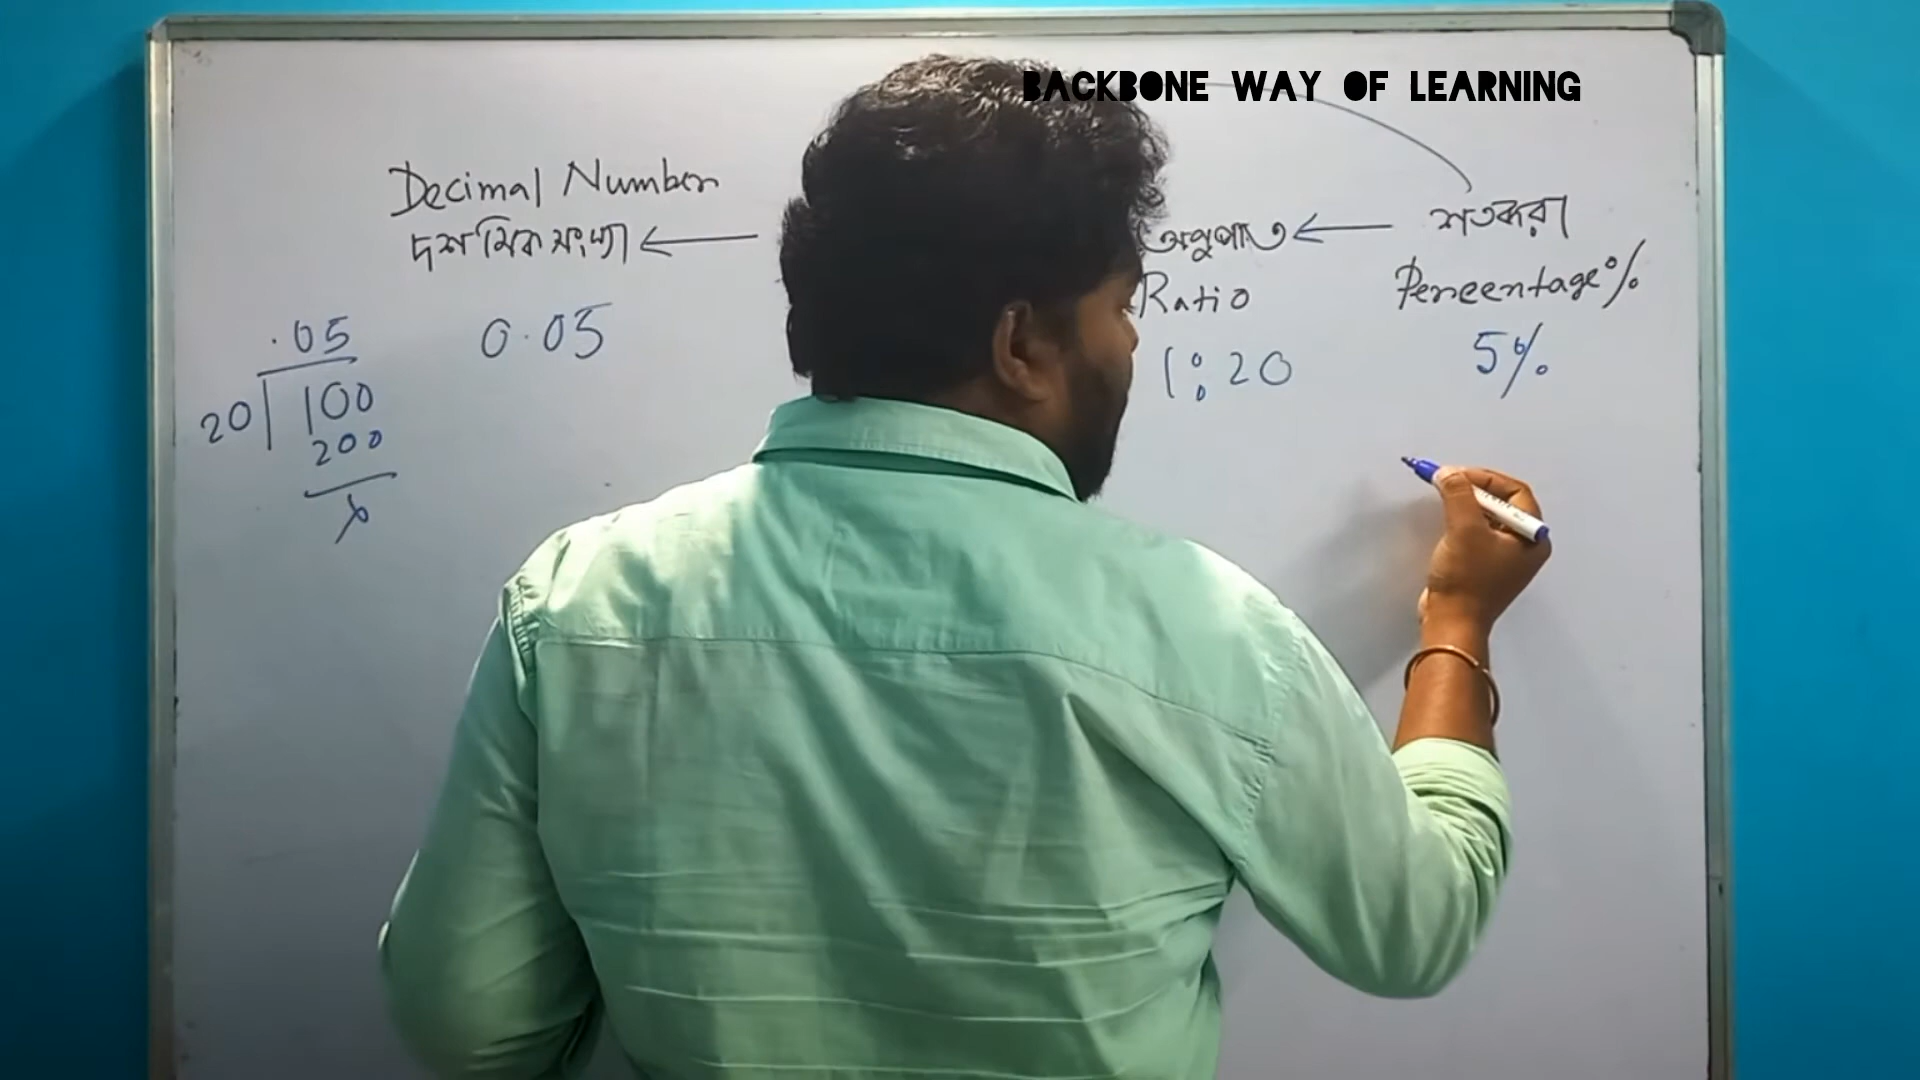 BACKBONE WAY OF LEARNING
Decimal Number
দশমিক সংখ্যা
.05
20 100
200
x
0.05
অনুপাত
Ratio
1:20
শতকরা
Percentage%
5%